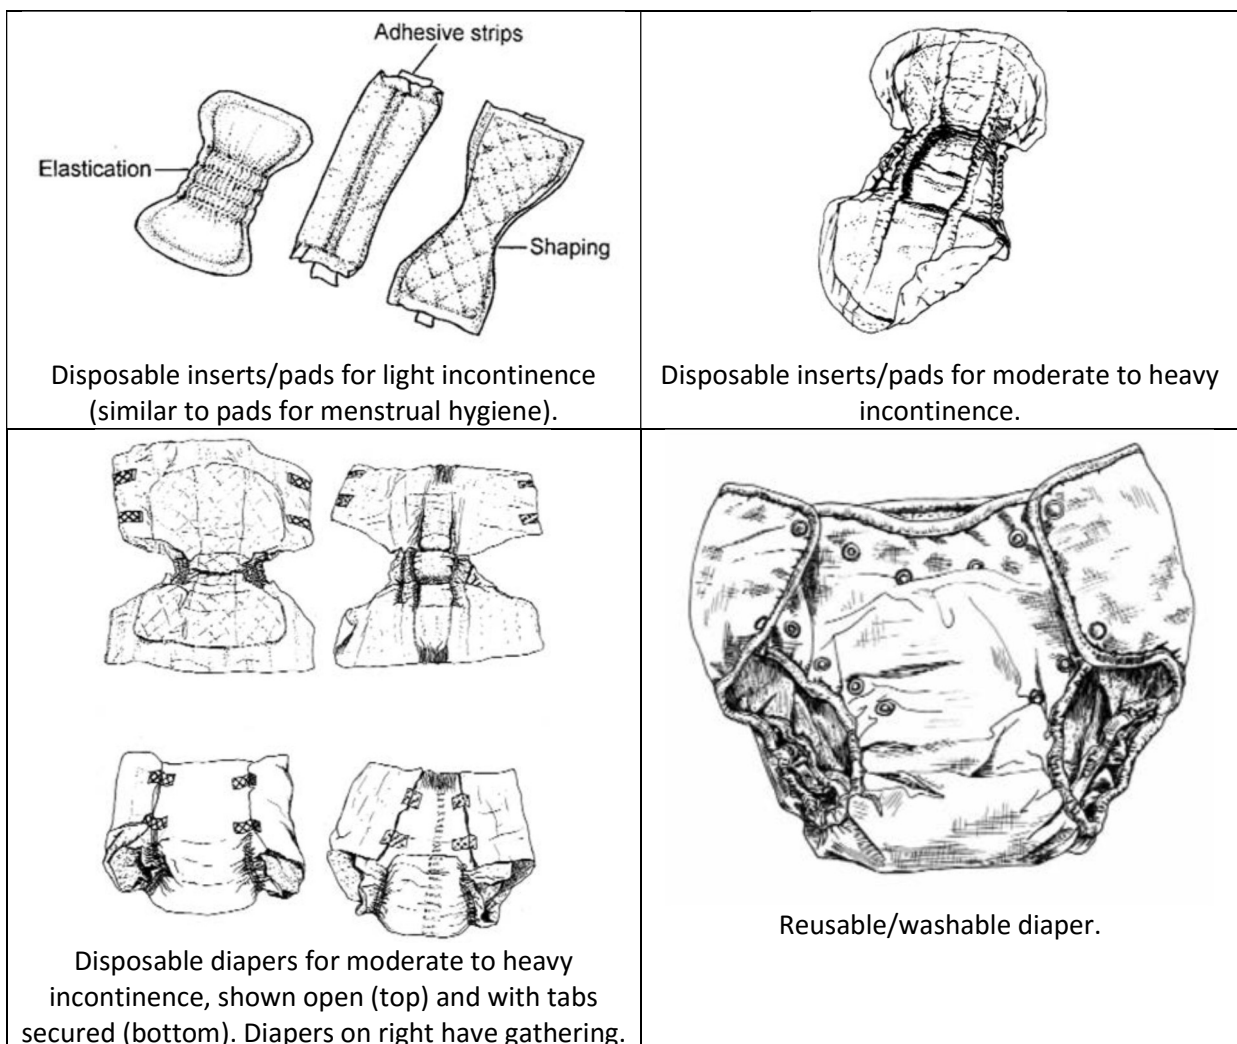 Adhesive strips
Elastication
Shaping
Disposable inserts/pads for light incontinence
(similar to pads for menstrual hygiene).
Disposable inserts/pads for moderate to heavy
incontinence.
Disposable diapers for moderate to heavy
incontinence, shown open (top) and with tabs
secured (bottom). Diapers on right have gathering.
Reusable/washable diaper.